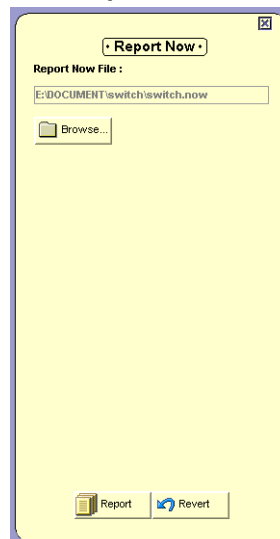 · Report Now ·
Report Now File :
E:\DOCUMENT\switch\switch.now
Browse...
Report
Revert